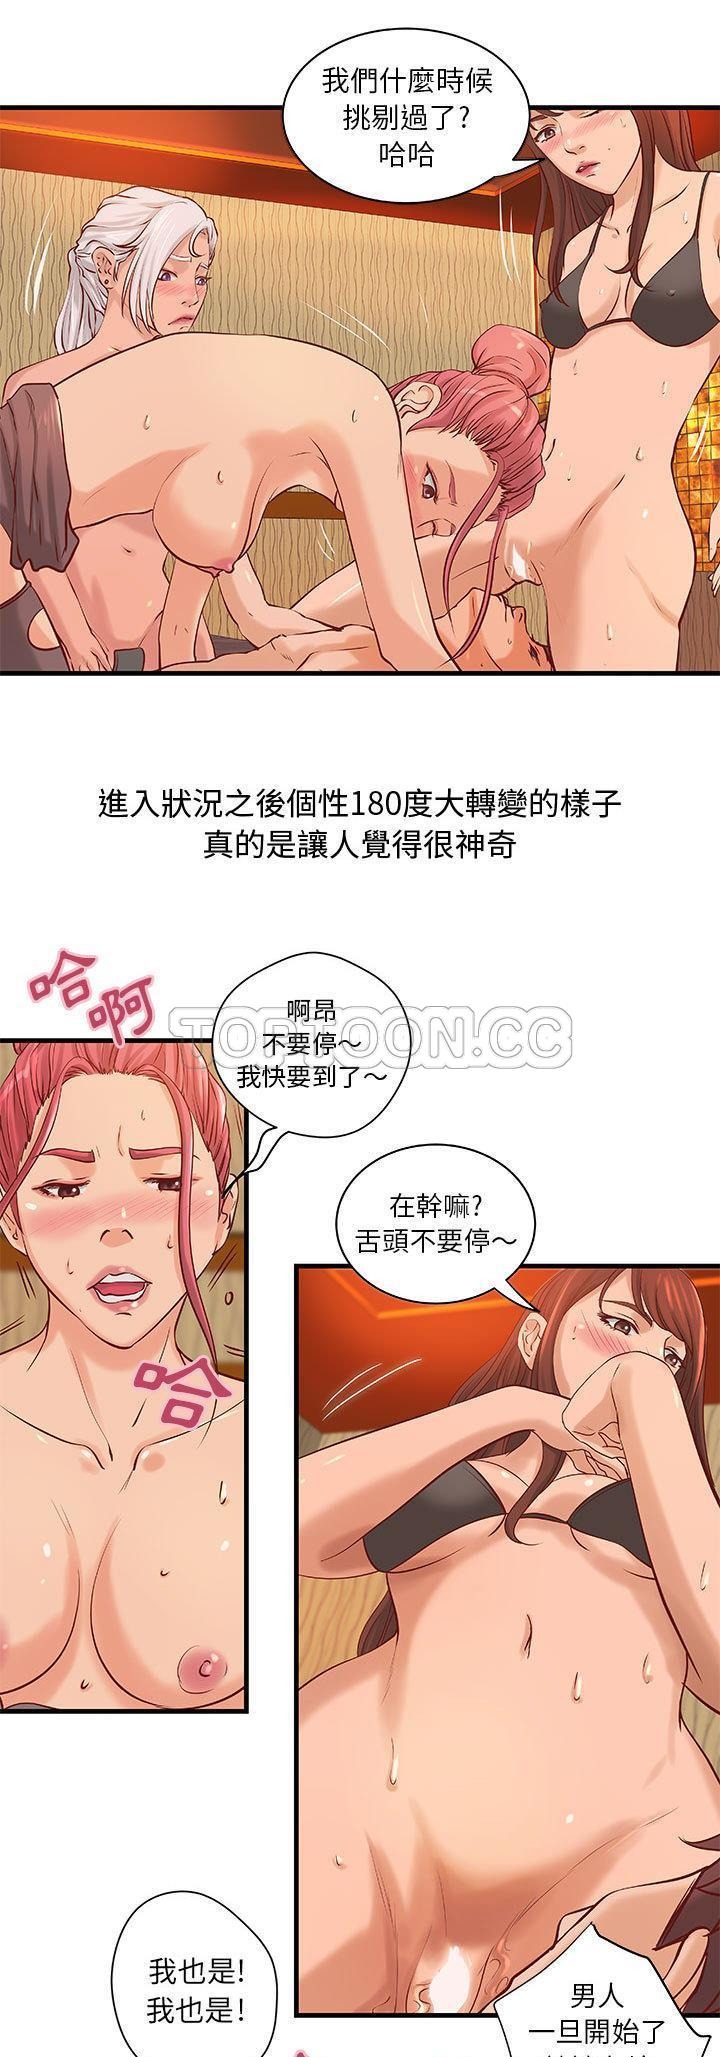 我們什麼時候
挑剔過了?
哈哈
進入狀況之後個性180度大轉變的樣子
真的是讓人覺得很神奇
哈啊
啊昂
不要停～
我快要到了～
TOPTOON.CC
在幹嘛?
舌頭不要停～
哈
我也是!
我也是!
男人
一旦開始了